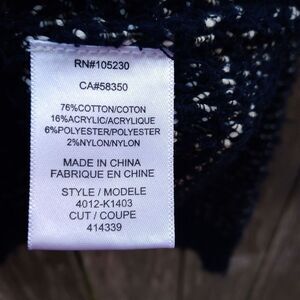 RN#105230
CA#58350
76%COTTON/COTON
16%ACRYLIC/ACRYLIQUE
6%POLYESTER/POLYESTER
2%NYLON/NYLON
MADE IN CHINA
FABRIQUE EN CHINE
STYLE / MODELE
4012-K1403
CUT / COUPE
414339